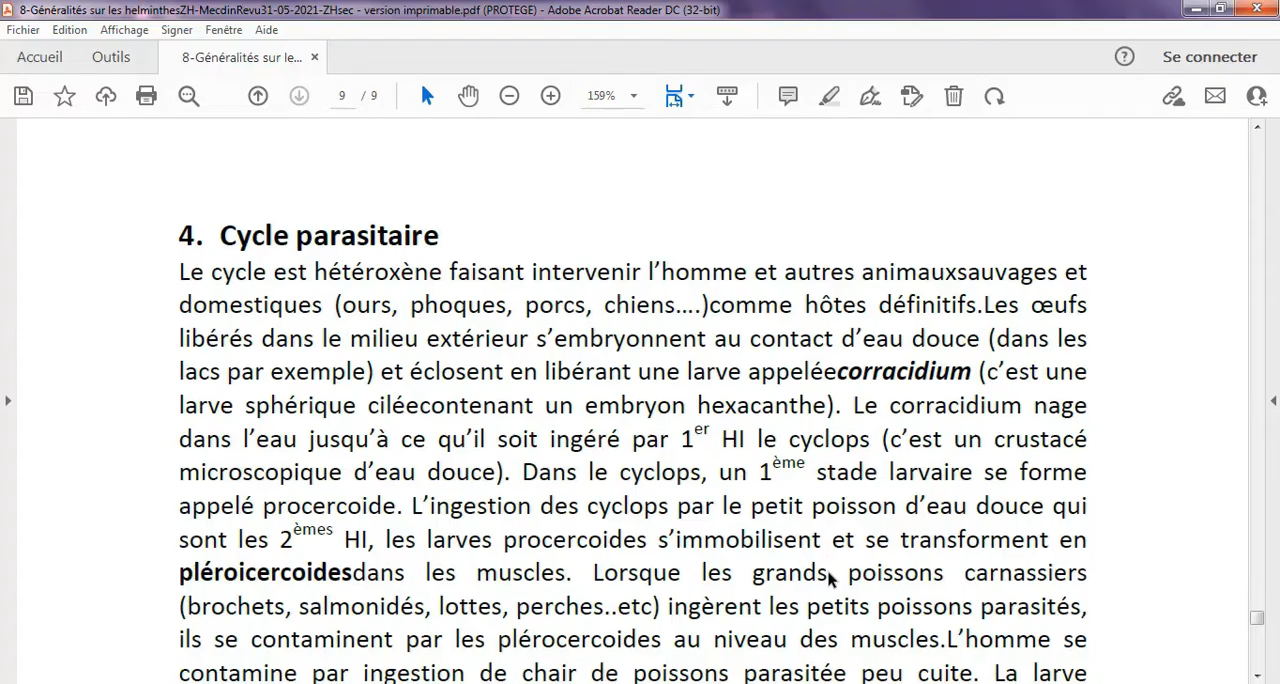 8-Généralités sur les helminthesZH-MecdinRevu31-05-2021-ZHsec - version imprimable.pdf (PROTEGE) - Adobe Acrobat Reader DC (32-bit)
Fichier Edition Affichage Signer Fenêtre Aide
Accueil Outils 8-Généralités sur le... × ? Se connecter
9 / 9 159%
4. Cycle parasitaire
Le cycle est hétéroxène faisant intervenir l’homme et autres animauxsauvages et
domestiques (ours, phoques, porcs, chiens….)comme hôtes définitifs.Les œufs
libérés dans le milieu extérieur s’embryonnent au contact d’eau douce (dans les
lacs par exemple) et éclosent en libérant une larve appeléecorracidium (c’est une
larve sphérique ciléecontenant un embryon hexacanthe). Le corracidium nage
dans l’eau jusqu’à ce qu’il soit ingéré par 1er HI le cyclops (c’est un crustacé
microscopique d’eau douce). Dans le cyclops, un 1ème stade larvaire se forme
appelé procercoide. L’ingestion des cyclops par le petit poisson d’eau douce qui
sont les 2èmes HI, les larves procercoides s’immobilisent et se transforment en
pléroicercoidesdans les muscles. Lorsque les grands poissons carnassiers
(brochets, salmonidés, lottes, perches..etc) ingèrent les petits poissons parasités,
ils se contaminent par les plérocercoides au niveau des muscles.L’homme se
contamine par ingestion de chair de poissons parasitée peu cuite. La larve